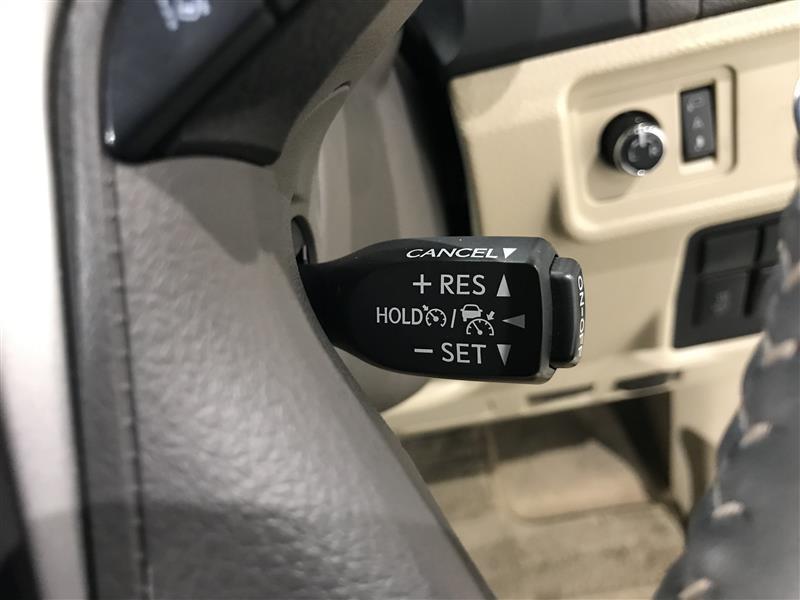 CANCEL▼
+ RES ▲
HOLD / ◀
− SET ▼
ON-OFF